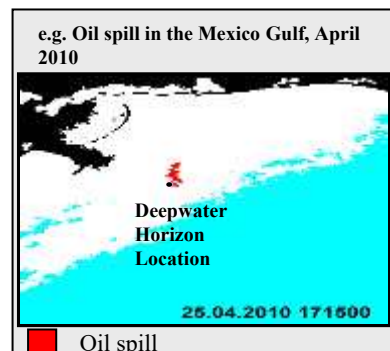 e.g. Oil spill in the Mexico Gulf, April
2010
Deepwater
Horizon
Location
25.04.2010 171500
Oil spill